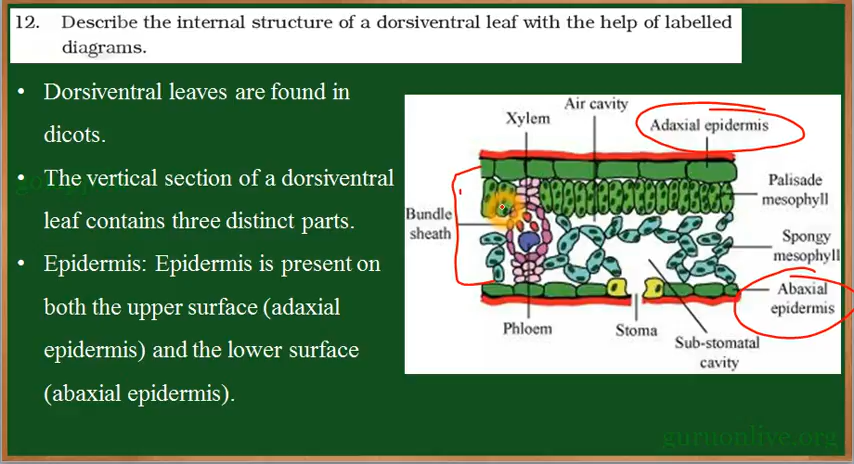 12. Describe the internal structure of a dorsiventral leaf with the help of labelled
diagrams.
• Dorsiventral leaves are found in
dicots.
• The vertical section of a dorsiventral
leaf contains three distinct parts.
• Epidermis: Epidermis is present on
both the upper surface (adaxial
epidermis) and the lower surface
(abaxial epidermis).
Air cavity
Xylem
Adaxial epidermis
Palisade
mesophyll
Bundle
sheath
Spongy
mesophyll
Abaxial
epidermis
Phloem
Stoma
Sub-stomatal
cavity
gurnonlive.org